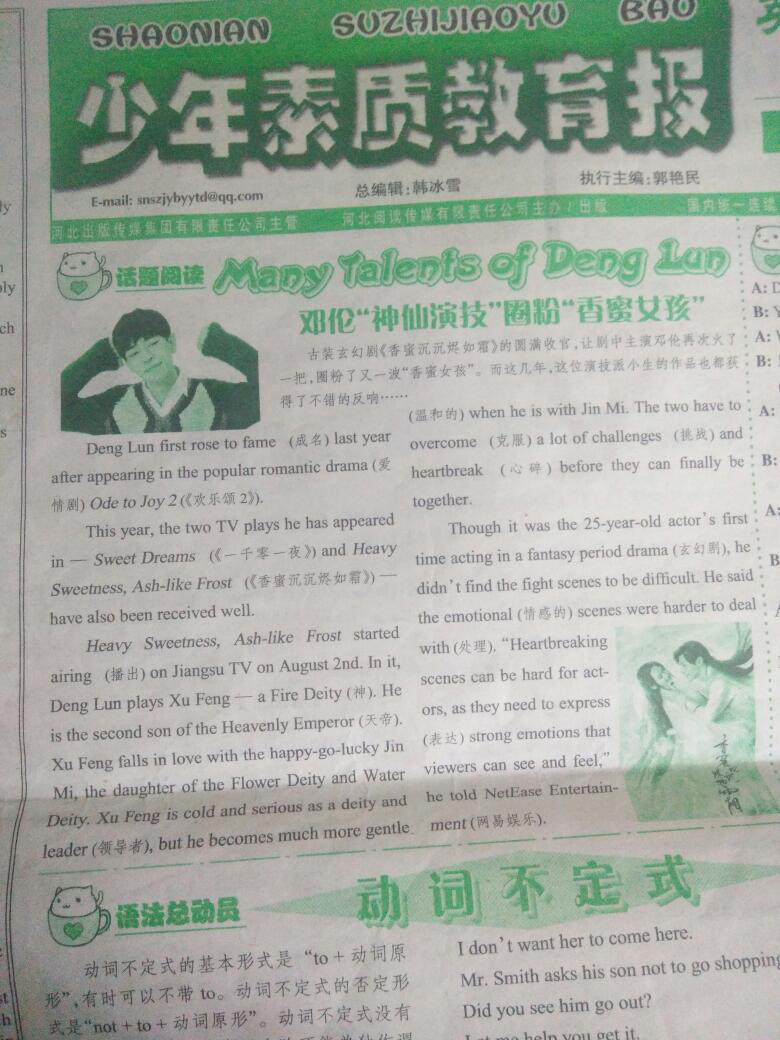 SHAONIAN SUZHIJIAOYU BAO
少年素质教育报
E-mail: snszjybyytd@qq.com 总编辑:韩冰雪 执行主编:郭艳民
河北出版传媒集团有限责任公司主管 河北阅读传媒有限责任公司主办/出版 国内统一连续
话题阅读 Many Talents of Deng Lun
邓伦“神仙演技”圈粉“香蜜女孩”
古装玄幻剧《香蜜沉沉烬如霜》的圆满收官,让剧中主演邓伦再次火了
一把,圈粉了又一波“香蜜女孩”。而这几年,这位演技派小生的作品也都获
得了不错的反响……
Deng Lun first rose to fame (成名) last year
after appearing in the popular romantic drama (爱
情剧) Ode to Joy 2 (《欢乐颂 2》).
This year, the two TV plays he has appeared
in — Sweet Dreams (《一千零一夜》) and Heavy
Sweetness, Ash-like Frost (《香蜜沉沉烬如霜》) —
have also been received well.
Heavy Sweetness, Ash-like Frost started
airing (播出) on Jiangsu TV on August 2nd. In it,
Deng Lun plays Xu Feng — a Fire Deity (神). He
is the second son of the Heavenly Emperor (天帝).
Xu Feng falls in love with the happy-go-lucky Jin
Mi, the daughter of the Flower Deity and Water
Deity. Xu Feng is cold and serious as a deity and
leader (领导者), but he becomes much more gentle
(温和的) when he is with Jin Mi. The two have to
overcome (克服) a lot of challenges (挑战) and
heartbreak (心碎) before they can finally be
together.
Though it was the 25-year-old actor's first
time acting in a fantasy period drama (玄幻剧), he
didn't find the fight scenes to be difficult. He said
the emotional (情感的) scenes were harder to deal
with (处理). “Heartbreaking
scenes can be hard for act-
ors, as they need to express
(表达) strong emotions that
viewers can see and feel,”
he told NetEase Entertain-
ment (网易娱乐).
语法总动员 动词不定式
动词不定式的基本形式是“to + 动词原
形”,有时可以不带 to。动词不定式的否定形
式是“not + to + 动词原形”。动词不定式没有
I don't want her to come here.
Mr. Smith asks his son not to go shopping
Did you see him go out?
Let me help you get it.